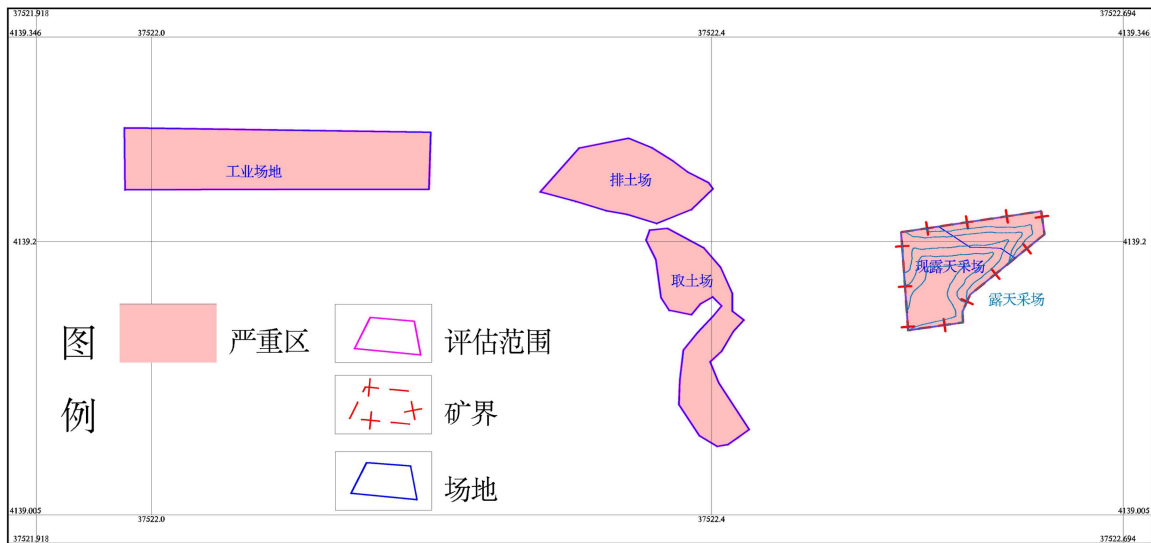 37521.918
37522.694
4139.346
37522.0
37522.4
4139.346
工业场地
排土场
4139.2
4139.2
取土场
现露天采场
露天采场
图
例
严重区
评估范围
矿界
场地
4139.005
37522.0
37522.4
4139.005
37521.918
37522.694